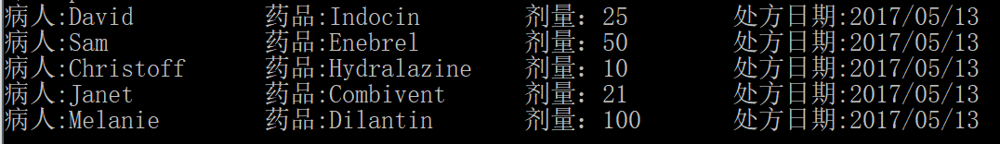 病人:David 药品:Indocin 剂量：25 处方日期:2017/05/13
病人:Sam 药品:Enebrel 剂量：50 处方日期:2017/05/13
病人:Christoff 药品:Hydralazine 剂量：10 处方日期:2017/05/13
病人:Janet 药品:Combivent 剂量：21 处方日期:2017/05/13
病人:Melanie 药品:Dilantin 剂量：100 处方日期:2017/05/13